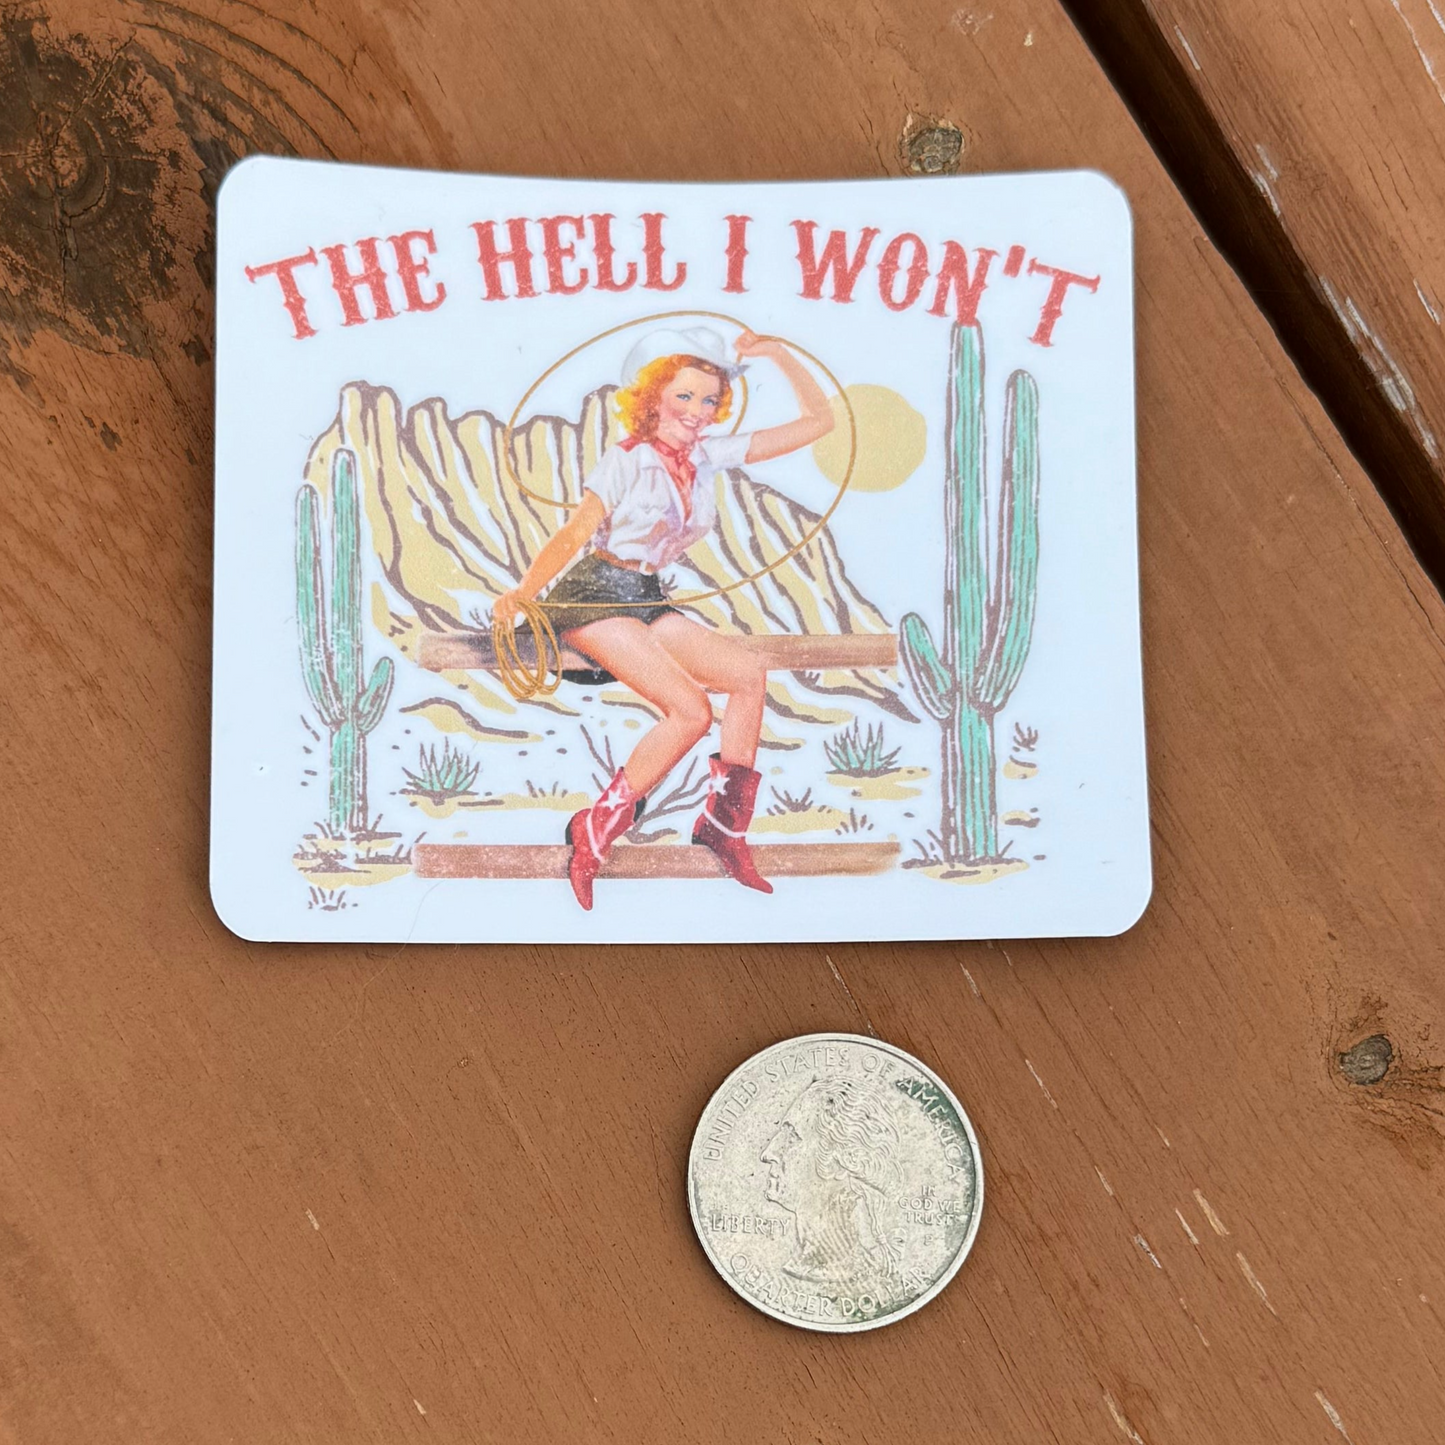 THE HELL I WON'T
UNITED STATES OF AMERICA
LIBERTY
IN
GOD WE
TRUST
QUARTER DOLLAR